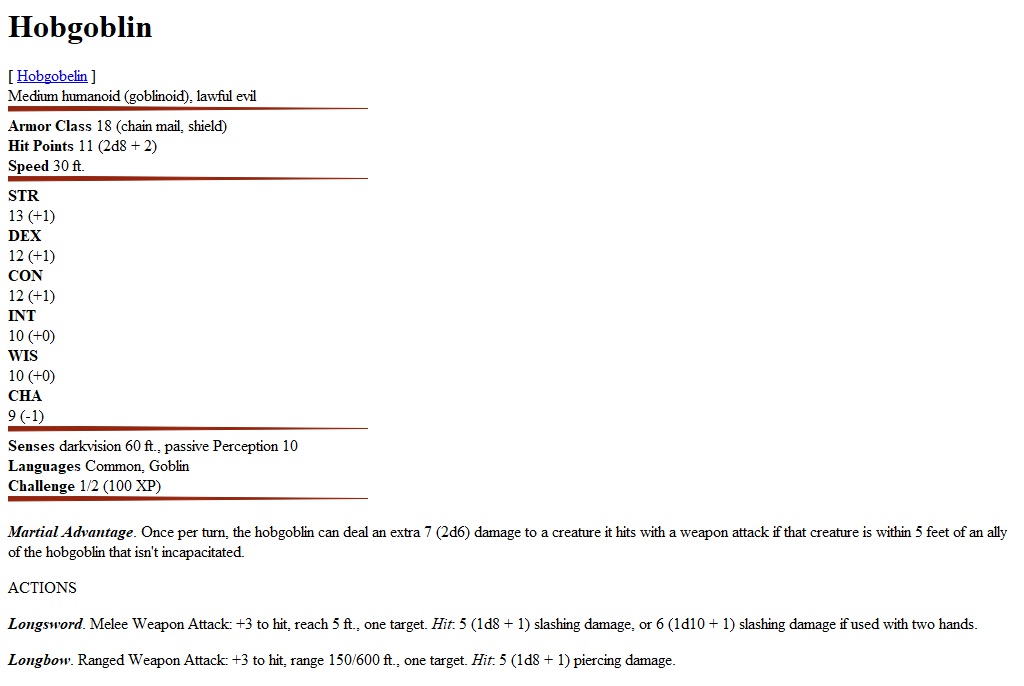 Hobgoblin
[ Hobgobelin ]
Medium humanoid (goblinoid), lawful evil
Armor Class 18 (chain mail, shield)
Hit Points 11 (2d8 + 2)
Speed 30 ft.
STR
13 (+1)
DEX
12 (+1)
CON
12 (+1)
INT
10 (+0)
WIS
10 (+0)
CHA
9 (-1)
Senses darkvision 60 ft., passive Perception 10
Languages Common, Goblin
Challenge 1/2 (100 XP)
Martial Advantage. Once per turn, the hobgoblin can deal an extra 7 (2d6) damage to a creature it hits with a weapon attack if that creature is within 5 feet of an ally
of the hobgoblin that isn't incapacitated.
ACTIONS
Longsword. Melee Weapon Attack: +3 to hit, reach 5 ft., one target. Hit: 5 (1d8 + 1) slashing damage, or 6 (1d10 + 1) slashing damage if used with two hands.
Longbow. Ranged Weapon Attack: +3 to hit, range 150/600 ft., one target. Hit: 5 (1d8 + 1) piercing damage.